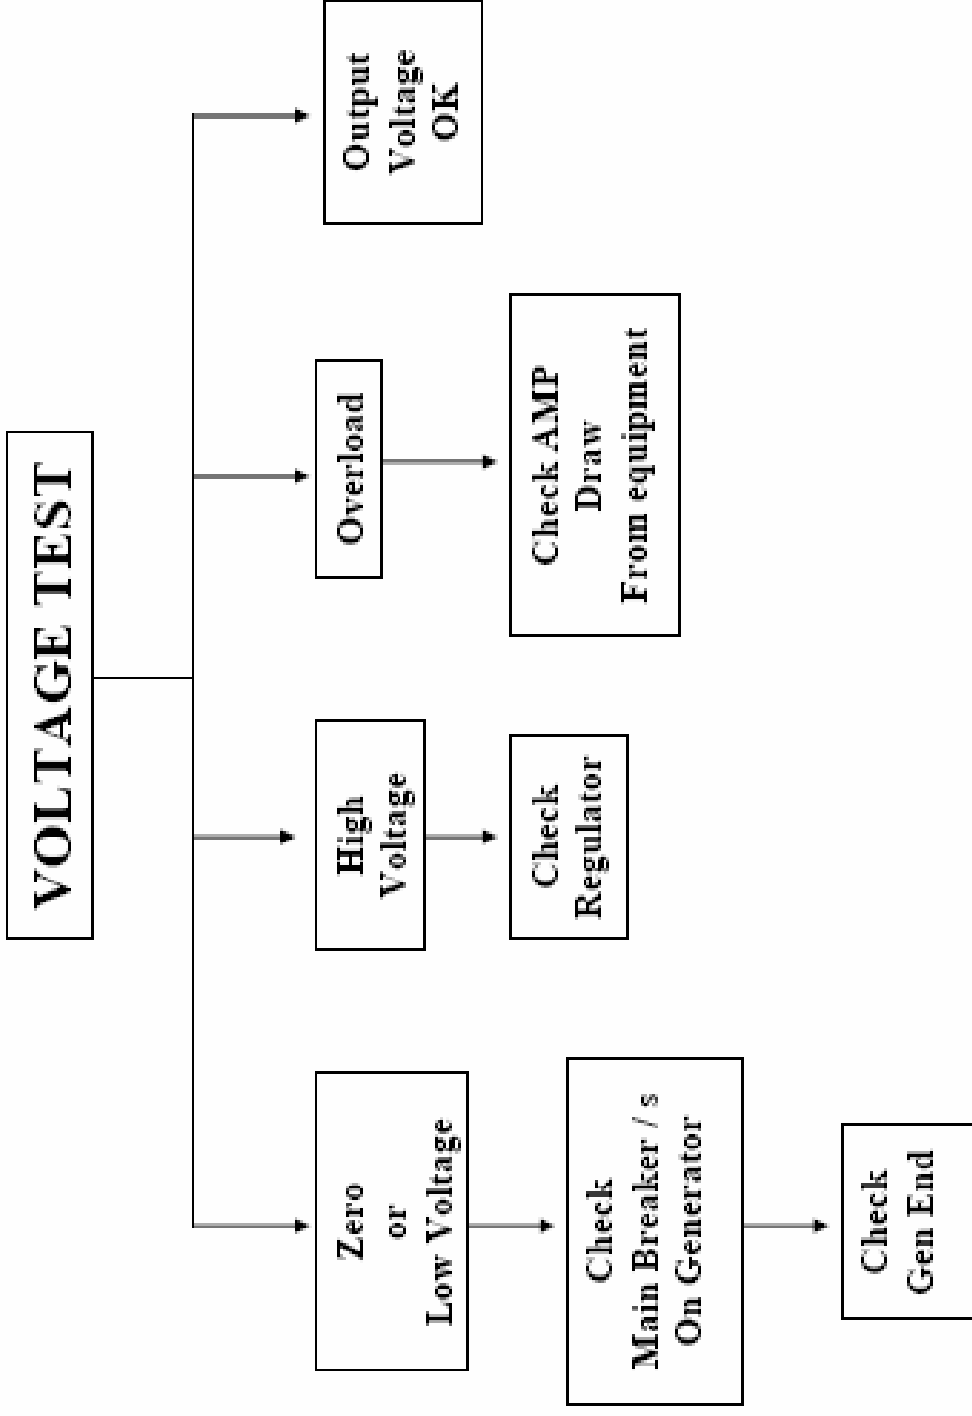 VOLTAGE TEST
Zero
or
Low Voltage
High
Voltage
Overload
Output
Voltage
OK
Check
Main Breaker / s
On Generator
Check
Regulator
Check AMP
Draw
From equipment
Check
Gen End